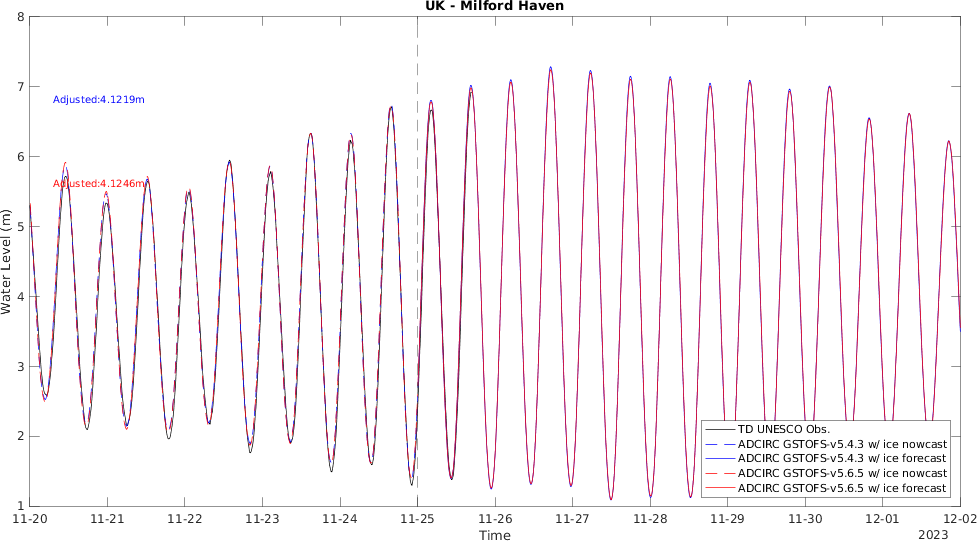 UK - Milford Haven
8
7
6
5
4
3
2
1
Water Level (m)
Adjusted:4.1219m
Adjusted:4.1246m
TD UNESCO Obs.
ADCIRC GSTOFS-v5.4.3 w/ ice nowcast
ADCIRC GSTOFS-v5.4.3 w/ ice forecast
ADCIRC GSTOFS-v5.6.5 w/ ice nowcast
ADCIRC GSTOFS-v5.6.5 w/ ice forecast
11-20 11-21 11-22 11-23 11-24 11-25 11-26 11-27 11-28 11-29 11-30 12-01 12-02
Time
2023